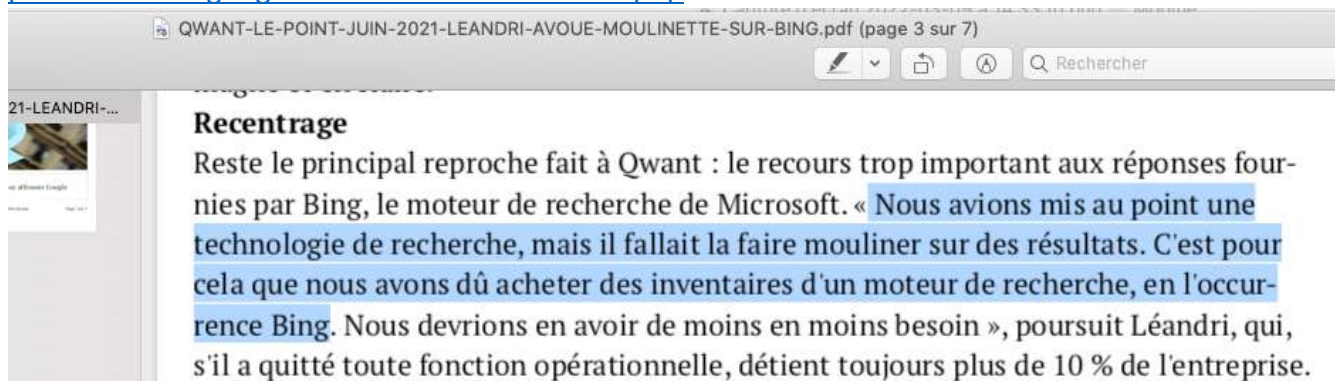 QWANT-LE-POINT-JUIN-2021-LEANDRI-AVOUE-MOULINETTE-SUR-BING.pdf (page 3 sur 7)
Rechercher
21-LEANDRI-...
Recentrage
Reste le principal reproche fait à Qwant : le recours trop important aux réponses four-
nies par Bing, le moteur de recherche de Microsoft. « Nous avions mis au point une
technologie de recherche, mais il fallait la faire mouliner sur des résultats. C'est pour
cela que nous avons dû acheter des inventaires d'un moteur de recherche, en l'occur-
rence Bing. Nous devrions en avoir de moins en moins besoin », poursuit Léandri, qui,
s'il a quitté toute fonction opérationnelle, détient toujours plus de 10 % de l'entreprise.